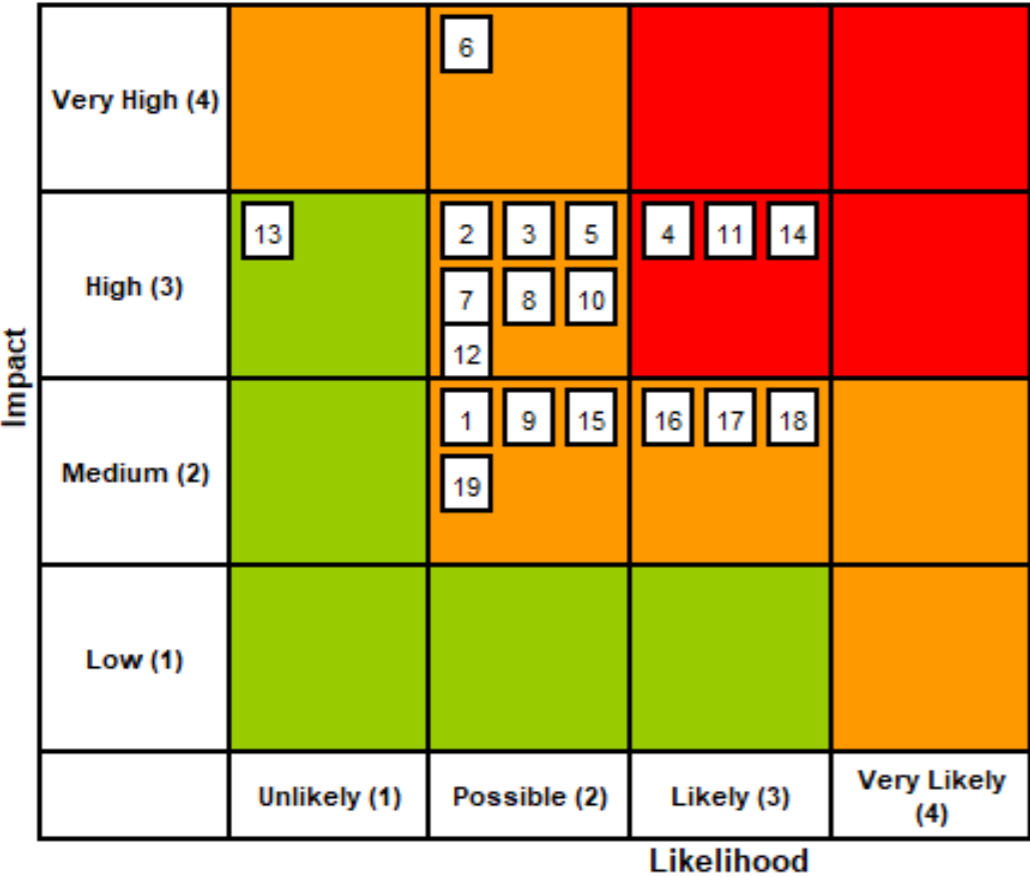 6
Very High (4)
13
2 3 5
4 11 14
High (3)
7 8 10
12
Impact
1 9 15
16 17 18
Medium (2)
19
Low (1)
Unlikely (1)
Possible (2)
Likely (3)
Very Likely
(4)
Likelihood